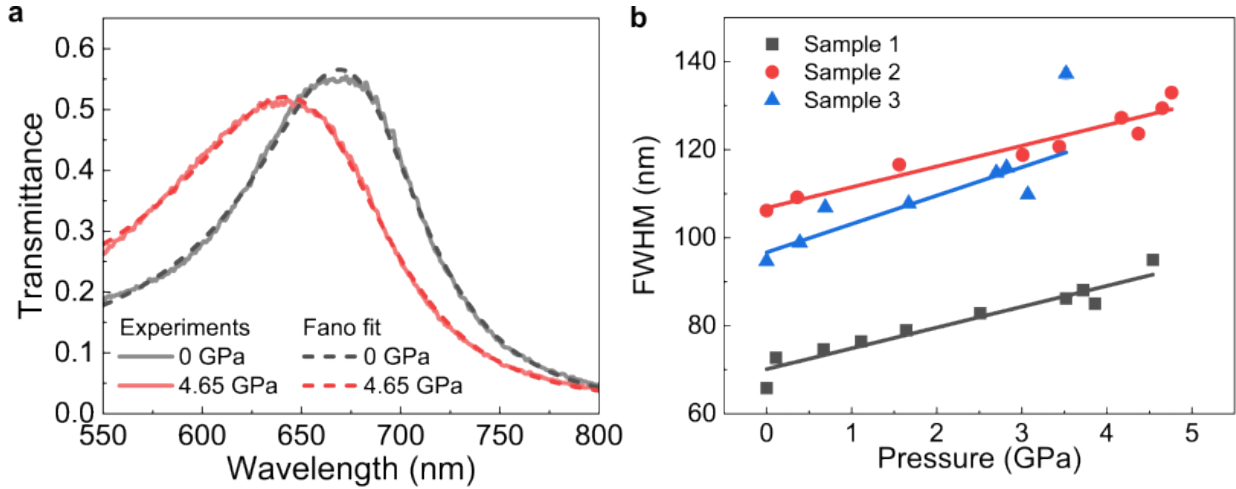 a
Transmittance
0.6
0.5
0.4
0.3
0.2
0.1
0.0
Experiments
0 GPa
4.65 GPa
Fano fit
0 GPa
4.65 GPa
550 600 650 700 750 800
Wavelength (nm)
b
FWHM (nm)
140
120
100
80
60
Sample 1
Sample 2
Sample 3
0 1 2 3 4 5
Pressure (GPa)